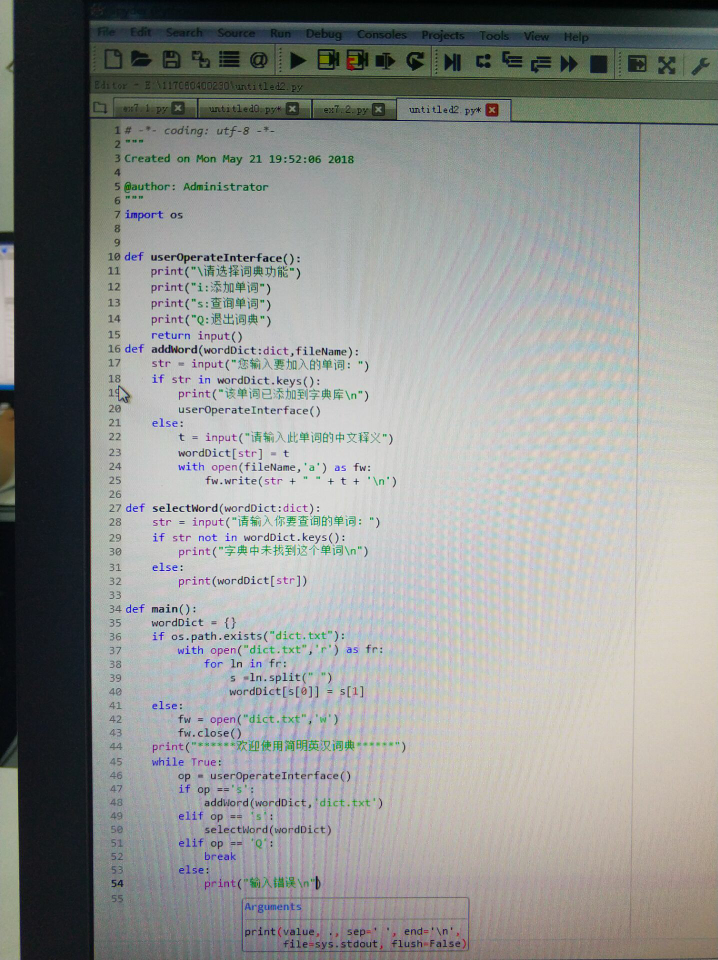 File Edit Search Source Run Debug Consoles Projects Tools View Help
Editor - E:\117060400230\untitled2.py
ex7.1.py untitled0.py* ex7.2.py untitled2.py*
1 # -*- coding: utf-8 -*-
2 """
3 Created on Mon May 21 19:52:06 2018
4
5 @author: Administrator
6 """
7 import os
8
9
10 def userOperateInterface():
11 print("\请选择词典功能")
12 print("i:添加单词")
13 print("s:查询单词")
14 print("Q:退出词典")
15 return input()
16 def addWord(wordDict:dict,fileName):
17 str = input("您输入要加入的单词：")
18 if str in wordDict.keys():
19 print("该单词已添加到字典库\n")
20 userOperateInterface()
21 else:
22 t = input("请输入此单词的中文释义")
23 wordDict[str] = t
24 with open(fileName,'a') as fw:
25 fw.write(str + " " + t + '\n')
26
27 def selectWord(wordDict:dict):
28 str = input("请输入你要查询的单词：")
29 if str not in wordDict.keys():
30 print("字典中未找到这个单词\n")
31 else:
32 print(wordDict[str])
33
34 def main():
35 wordDict = {}
36 if os.path.exists("dict.txt"):
37 with open("dict.txt",'r') as fr:
38 for ln in fr:
39 s =ln.split(" ")
40 wordDict[s[0]] = s[1]
41 else:
42 fw = open("dict.txt",'w')
43 fw.close()
44 print("******欢迎使用简明英汉词典******")
45 while True:
46 op = userOperateInterface()
47 if op =='s':
48 addWord(wordDict,'dict.txt')
49 elif op == 's':
50 selectWord(wordDict)
51 elif op == 'Q':
52 break
53 else:
54 print("输入错误\n")
55
Arguments
print(value, ., sep=' ', end='\n',
file=sys.stdout, flush=False)